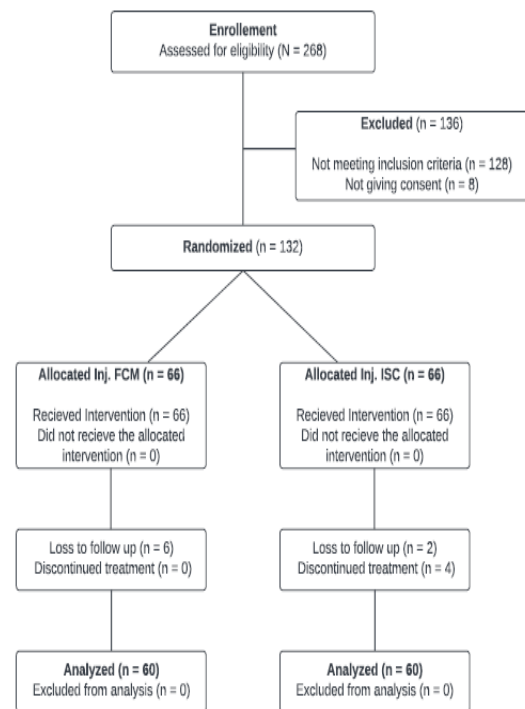 Enrollement
Assessed for eligibility (N = 268)
Excluded (n = 136)
Not meeting inclusion criteria (n = 128)
Not giving consent (n = 8)
Randomized (n = 132)
Allocated Inj. FCM (n = 66)
Recieved Intervention (n = 66)
Did not recieve the allocated
intervention (n = 0)
Allocated Inj. ISC (n = 66)
Recieved Intervention (n = 66)
Did not recieve the allocated
intervention (n = 0)
Loss to follow up (n = 6)
Discontinued treatment (n = 0)
Loss to follow up (n = 2)
Discontinued treatment (n = 4)
Analyzed (n = 60)
Excluded from analysis (n = 0)
Analyzed (n = 60)
Excluded from analysis (n = 0)